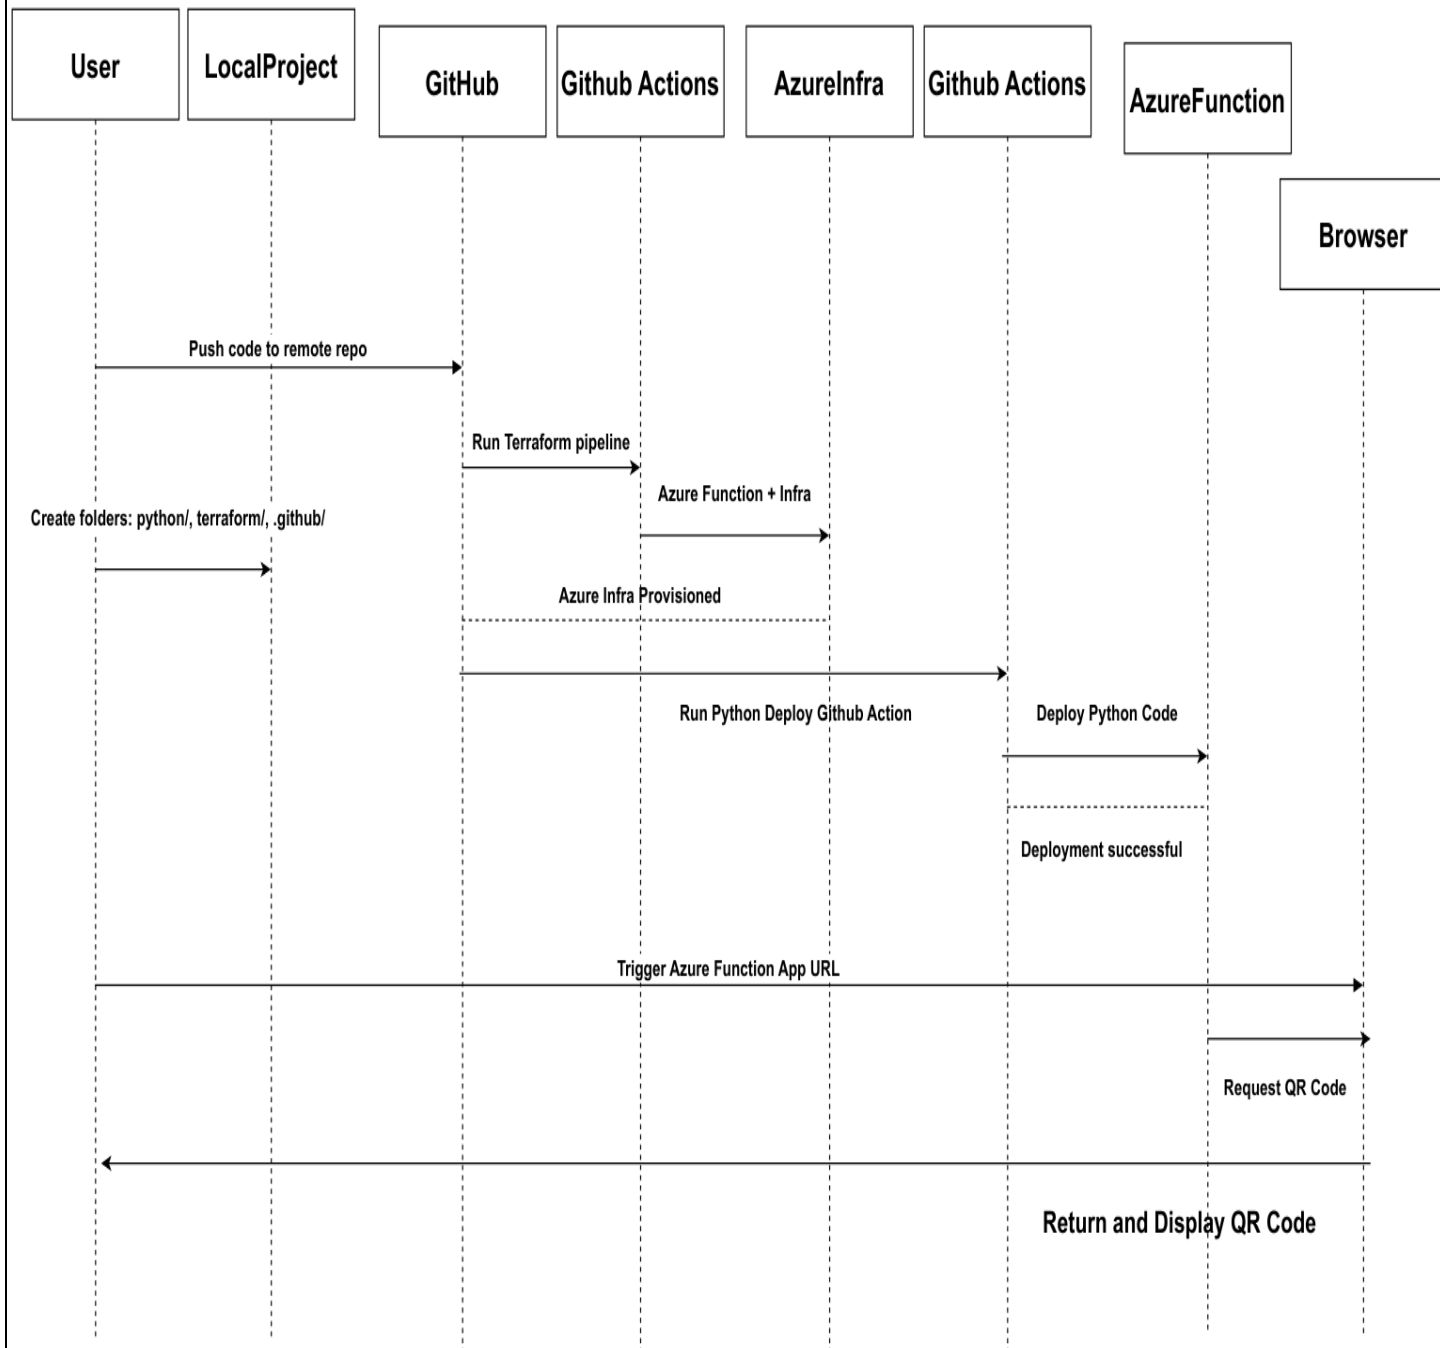 User
LocalProject
GitHub
Github Actions
AzureInfra
Github Actions
AzureFunction
Browser
Push code to remote repo
Run Terraform pipeline
Azure Function + Infra
Create folders: python/, terraform/, .github/
Azure Infra Provisioned
Run Python Deploy Github Action
Deploy Python Code
Deployment successful
Trigger Azure Function App URL
Request QR Code
Return and Display QR Code